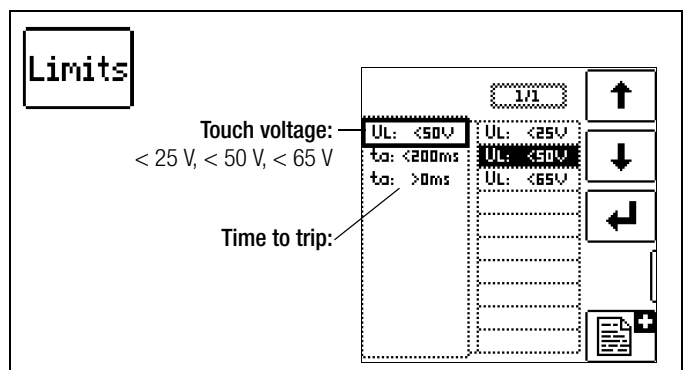 Limits
1/1
Touch voltage:
< 25 V, < 50 V, < 65 V
Time to trip:
UL: <50V
ta: <200ms
ta: >0ms
UL: <25V
UL: <50V
UL: <65V